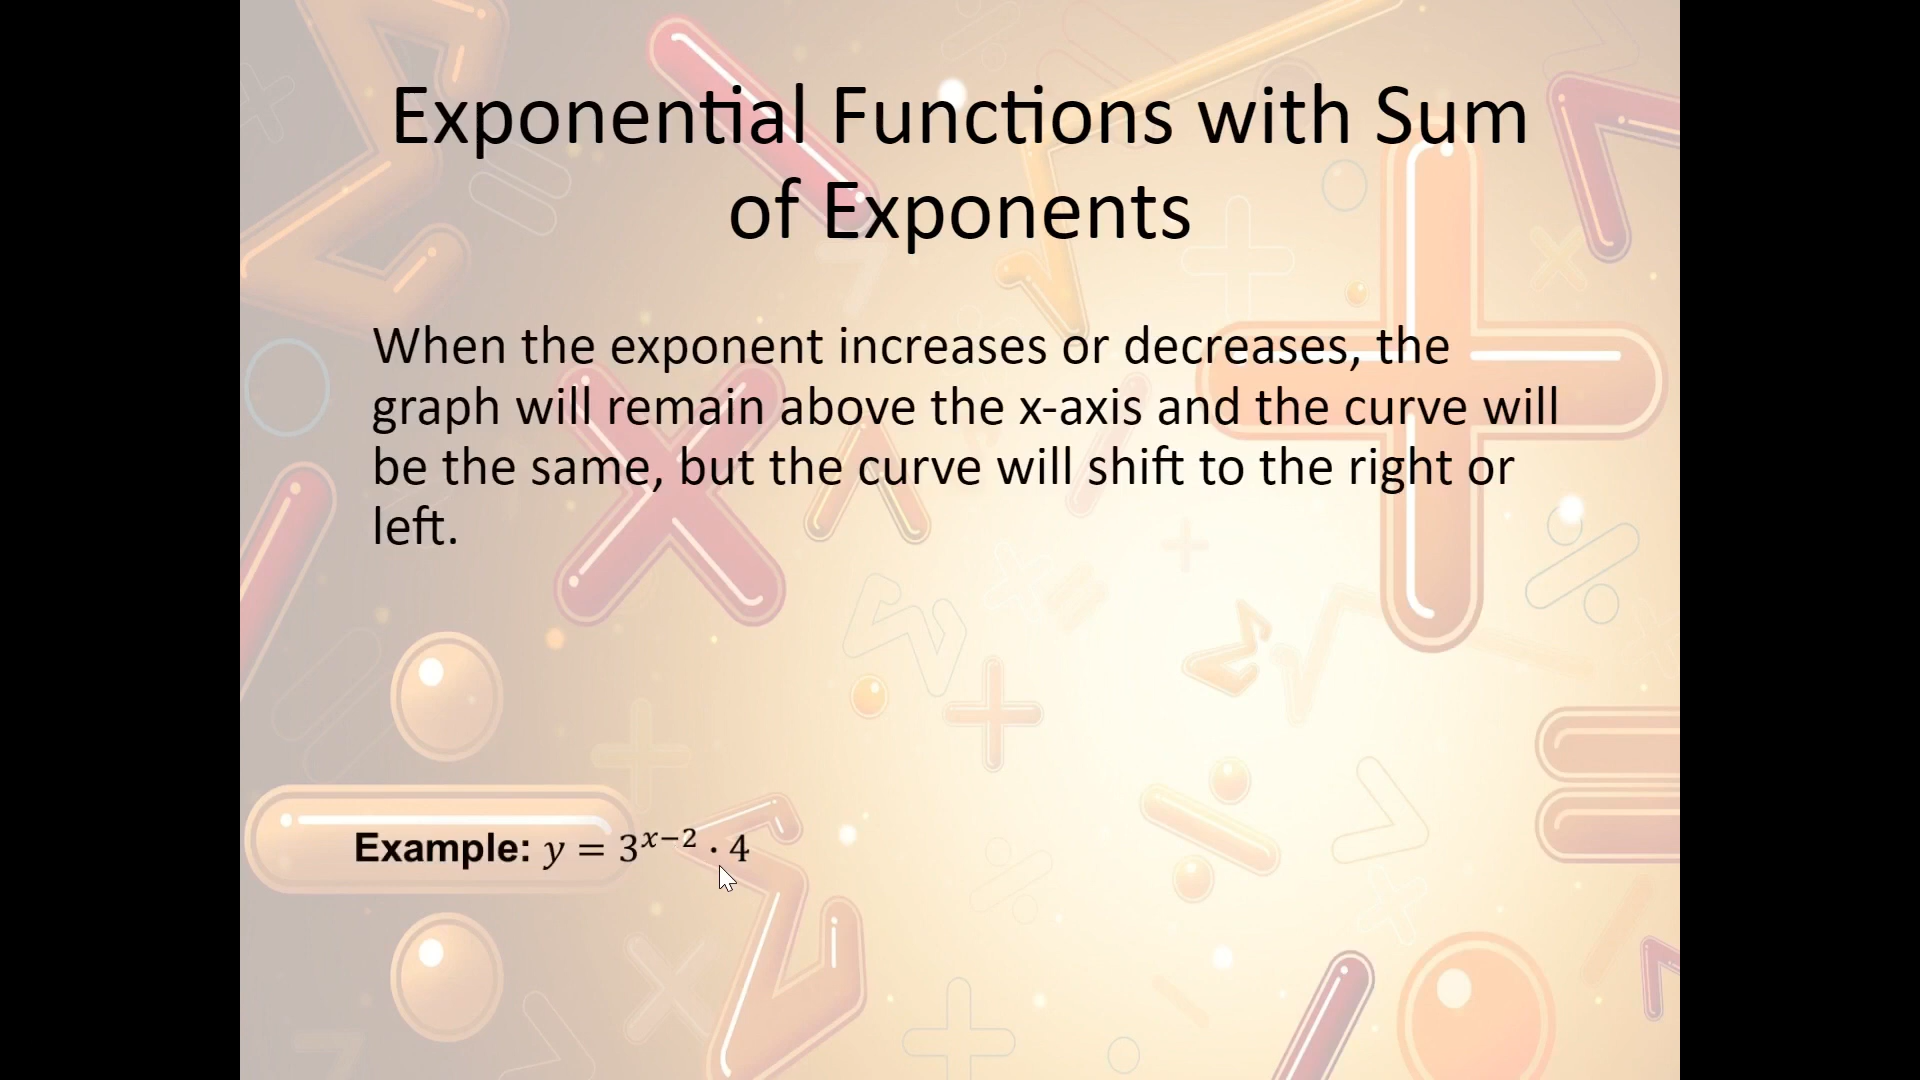 Exponential Functions with Sum
of Exponents
When the exponent increases or decreases, the
graph will remain above the x-axis and the curve will
be the same, but the curve will shift to the right or
left.
Example: y = 3^{x−2} · 4